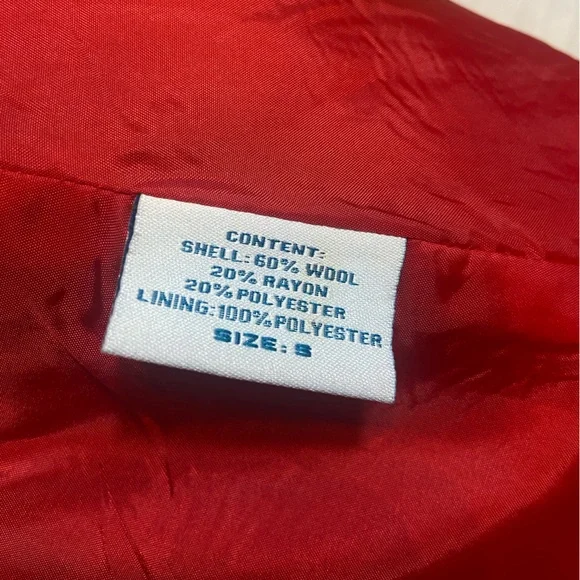 CONTENT:
SHELL: 60% WOOL
20% RAYON
20% POLYESTER
LINING: 100% POLYESTER
SIZE: S